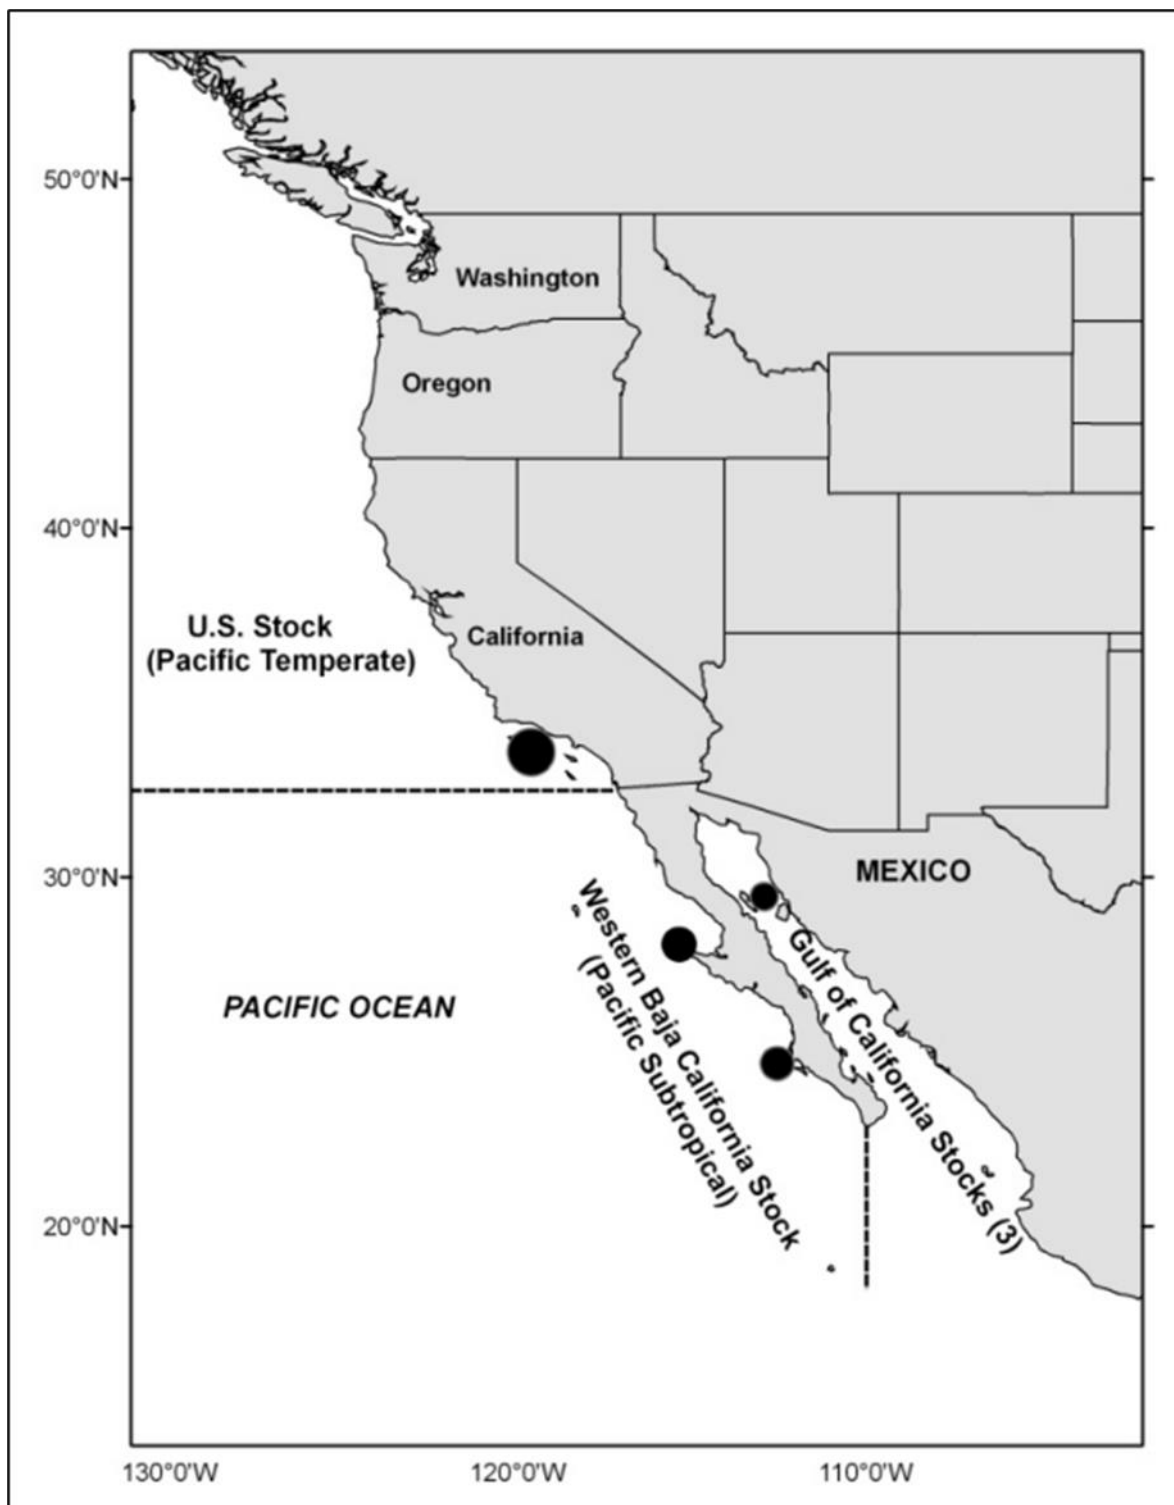 50°0'N
Washington
Oregon
40°0'N
U.S. Stock
(Pacific Temperate)
California
30°0'N
MEXICO
Western Baja California Stock
(Pacific Subtropical)
Gulf of California Stocks (3)
PACIFIC OCEAN
20°0'N
130°0'W
120°0'W
110°0'W